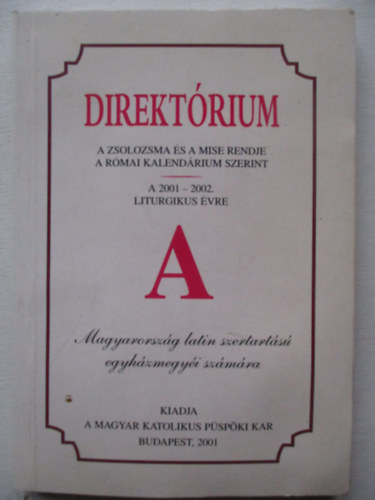 DIREKTÓRIUM
A ZSOLOZSMA ÉS A MISE RENDJE
A RÓMAI KALENDÁRIUM SZERINT
A 2001 – 2002.
LITURGIKUS ÉVRE
A
Magyarország latin szertartású
egyházmegyéi számára
KIADJA
A MAGYAR KATOLIKUS PÜSPÖKI KAR
BUDAPEST, 2001